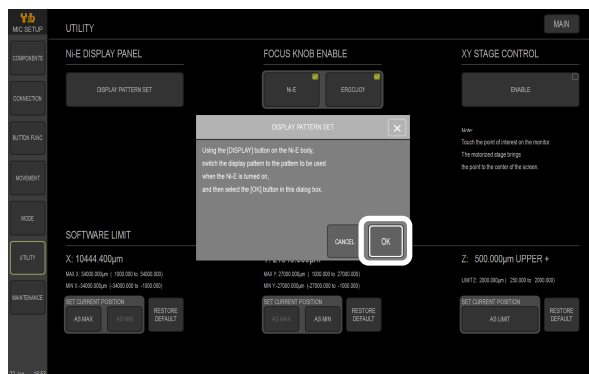 MIC SETUP
UTILITY
MAIN
COMPONENTS
CONNECTION
BUTTON FUNC
MOVEMENT
MODE
UTILITY
MAINTENANCE
Ni-E DISPLAY PANEL
DISPLAY PATTERN SET
FOCUS KNOB ENABLE
Ni-E
ERGOJOY
XY STAGE CONTROL
ENABLE
Note:
Touch the point of interest on the monitor.
The motorized stage brings
the point to the center of the screen.
DISPLAY PATTERN SET
Using the [DISPLAY] button on the Ni-E body,
switch the display pattern to the pattern to be used
when the Ni-E is turned on,
and then select the [OK] button in this dialog box.
CANCEL
OK
SOFTWARE LIMIT
X: 10444.400µm
MAX X: 34000.000µm ( 1000.000 to 34000.000)
MIN X:-34000.000µm (-34000.000 to -1000.000)
SET CURRENT POSITION
AS MAX
AS MIN
RESTORE
DEFAULT
MAX Y: 27000.000µm ( 1000.000 to 27000.000)
MIN Y:-27000.000µm (-27000.000 to -1000.000)
SET CURRENT POSITION
AS MAX
AS MIN
RESTORE
DEFAULT
Z: 500.000µm UPPER +
LIMIT Z: 2000.000µm ( 250.000 to 2000.000)
SET CURRENT POSITION
AS LIMIT
RESTORE
DEFAULT